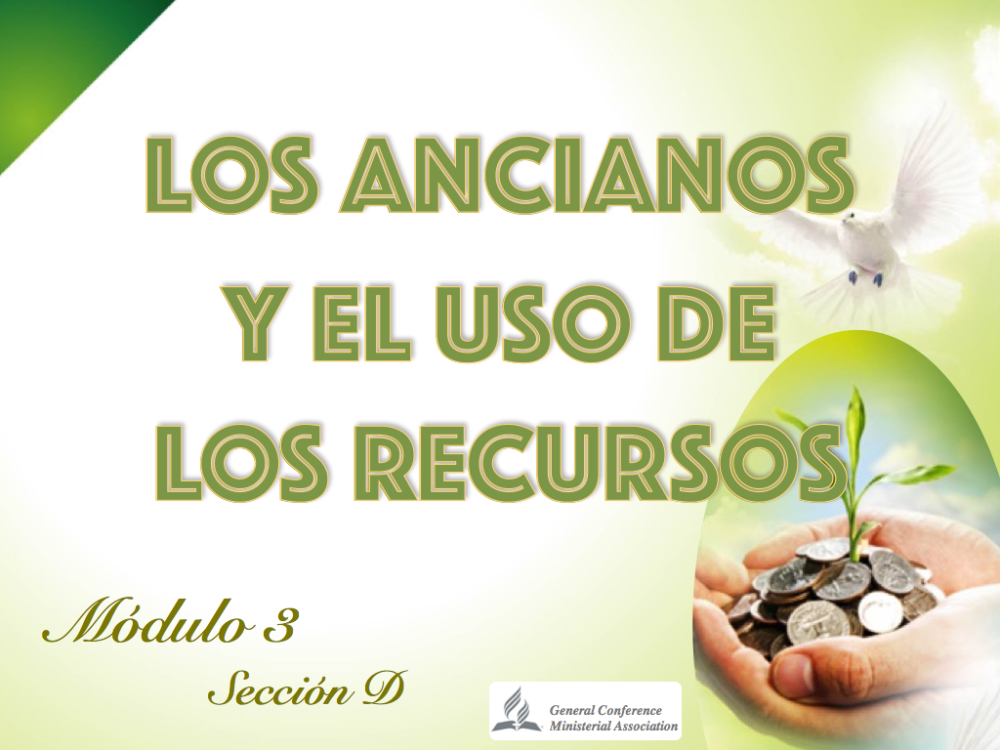 LOS ANCIANOS
Y EL USO DE
LOS RECURSOS
Módulo 3
Sección D
General Conference
Ministerial Association